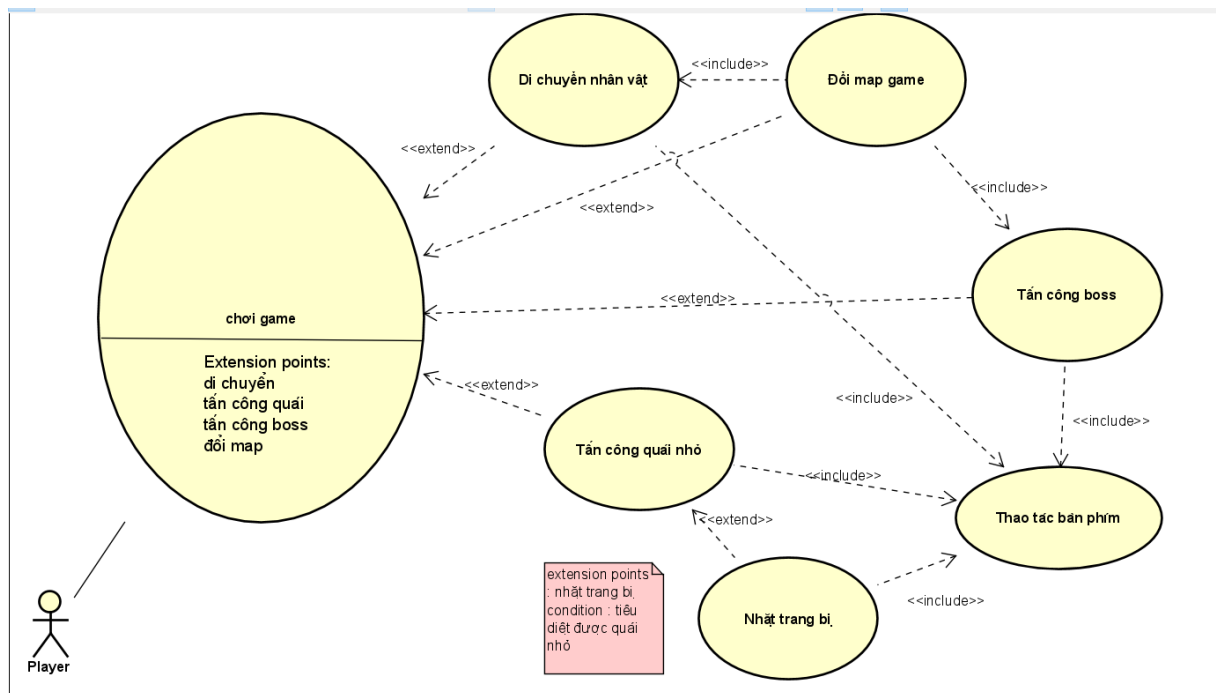 Di chuyển nhân vật
<<include>>
Đổi map game
<<extend>>
<<extend>>
<<include>>
chơi game
Extension points:
di chuyển
tấn công quái
tấn công boss
đổi map
<<extend>>
Tấn công boss
<<extend>>
<<include>>
<<include>>
Tấn công quái nhỏ
<<include>>
Thao tác bàn phím
<<extend>>
extension points
: nhặt trang bị
condition : tiêu
diệt được quái
nhỏ
Nhặt trang bị
<<include>>
Player